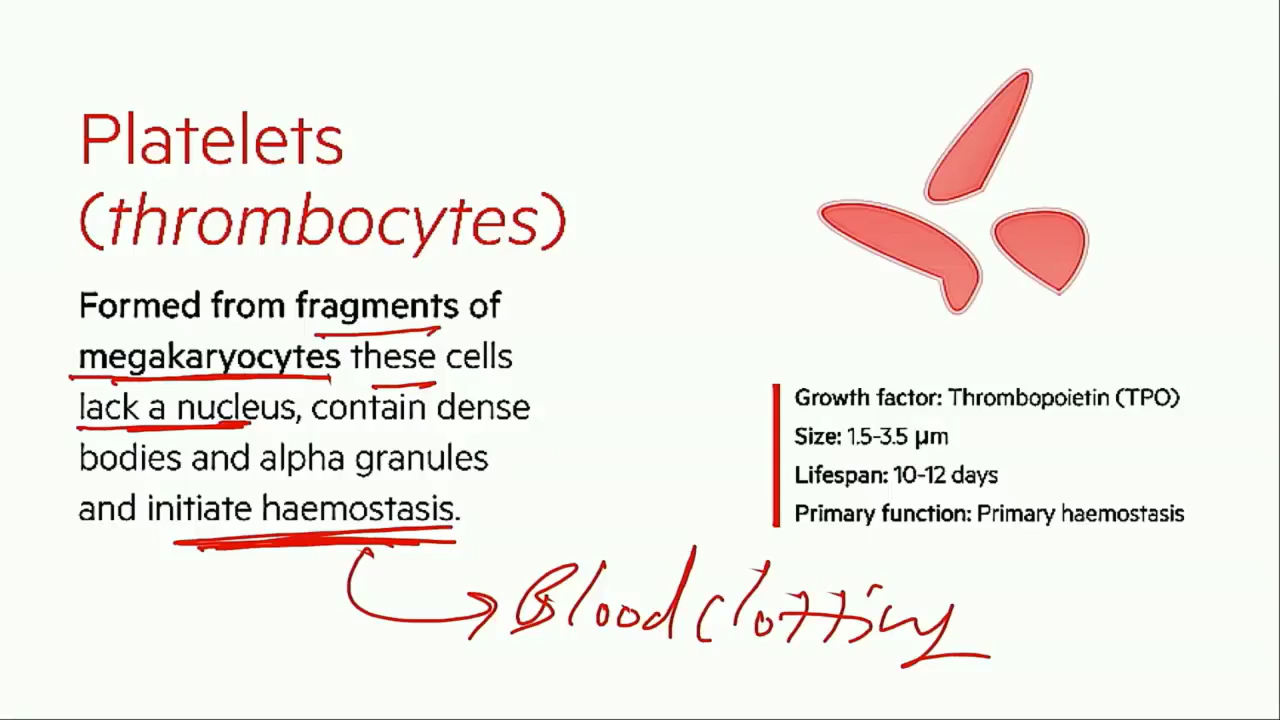 Platelets
(thrombocytes)
Formed from fragments of
megakaryocytes these cells
lack a nucleus, contain dense
bodies and alpha granules
and initiate haemostasis.
Growth factor: Thrombopoietin (TPO)
Size: 1.5-3.5 μm
Lifespan: 10-12 days
Primary function: Primary haemostasis
Blood clotting